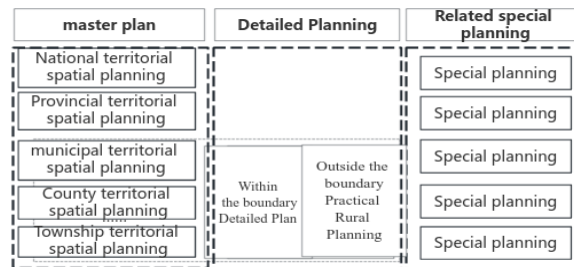 master plan
Detailed Planning
Related special
planning
National territorial
spatial planning
Provincial territorial
spatial planning
municipal territorial
spatial planning
County territorial
spatial planning
......
Township territorial
spatial planning
Within
the boundary
Detailed Plan
Outside the
boundary
Practical
Rural
Planning
Special planning
Special planning
Special planning
Special planning
Special planning